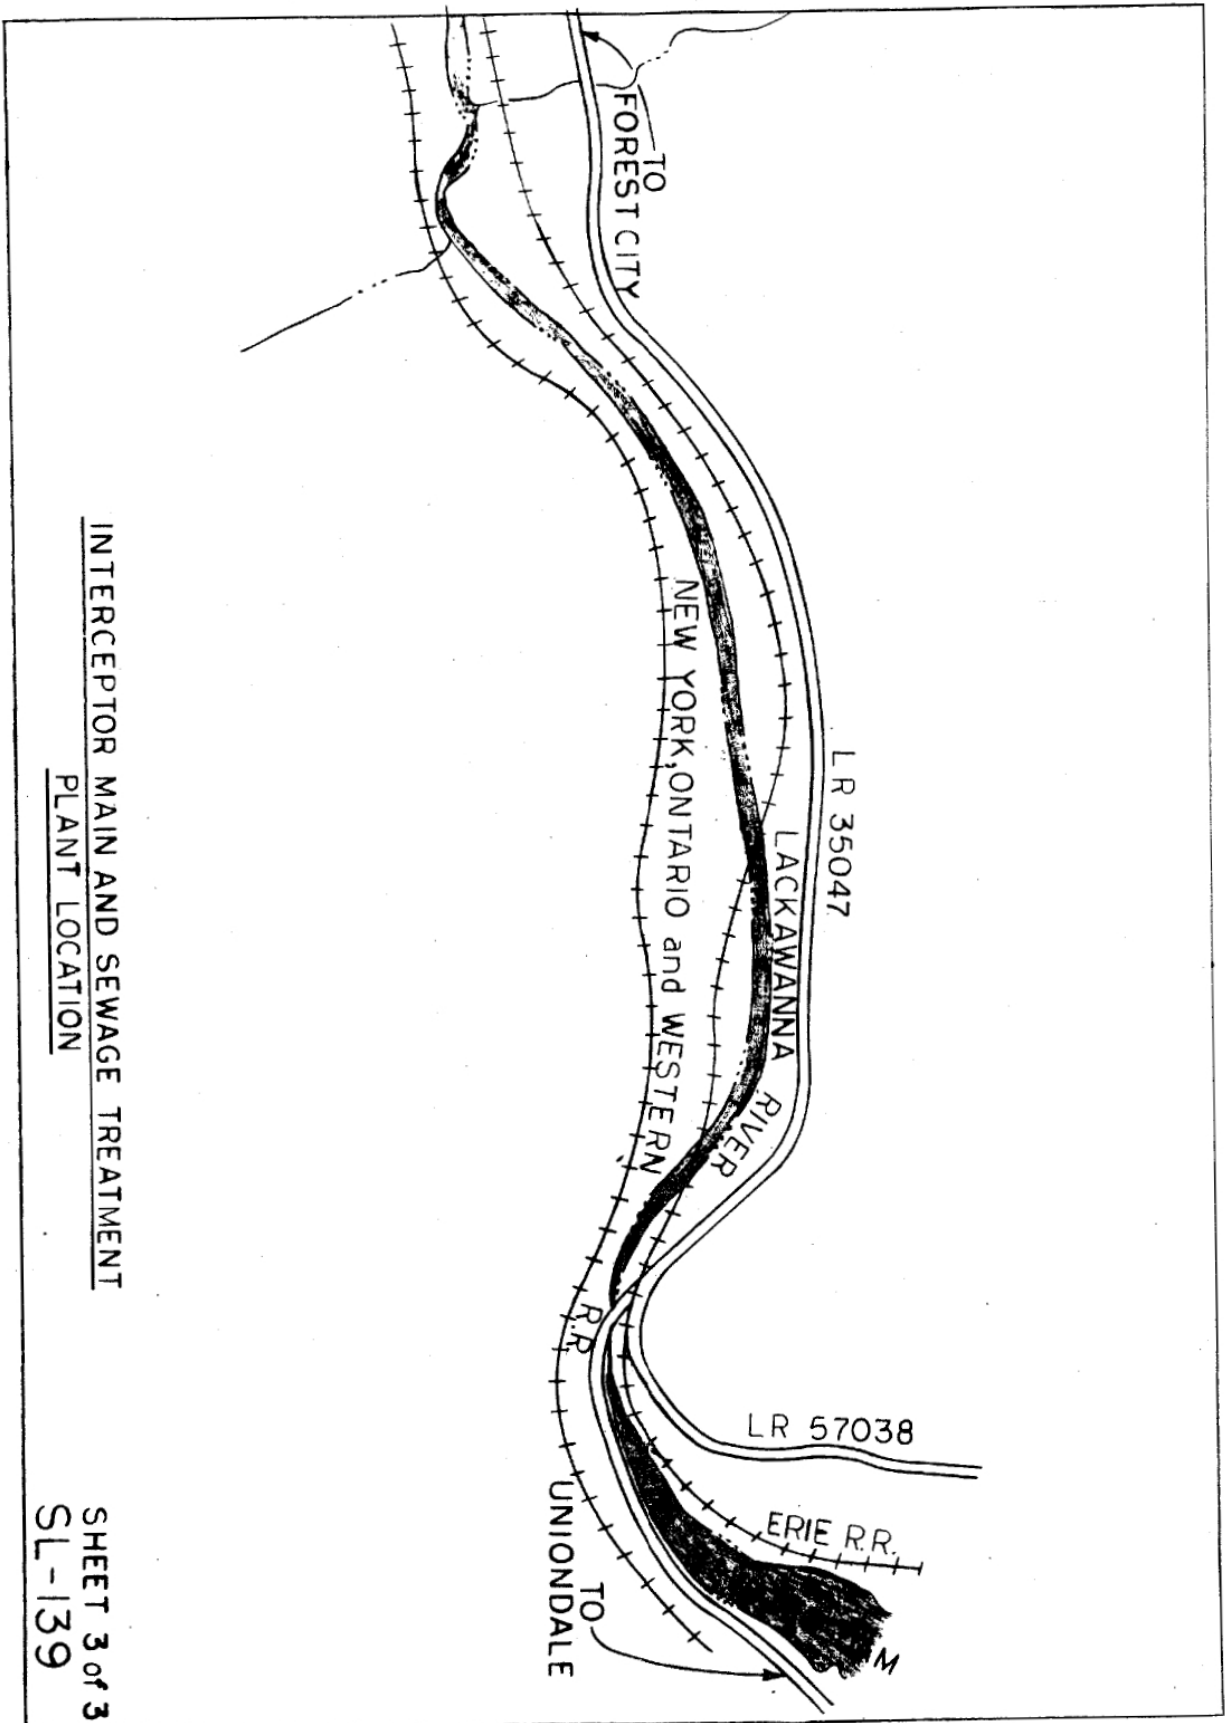 TO
FOREST CITY
LR 35047
LACKAWANNA RIVER
NEW YORK, ONTARIO and WESTERN R.R.
LR 57038
ERIE R.R.
M
TO
UNIONDALE
INTERCEPTOR MAIN AND SEWAGE TREATMENT
PLANT LOCATION
SHEET 3 of 3
SL-139